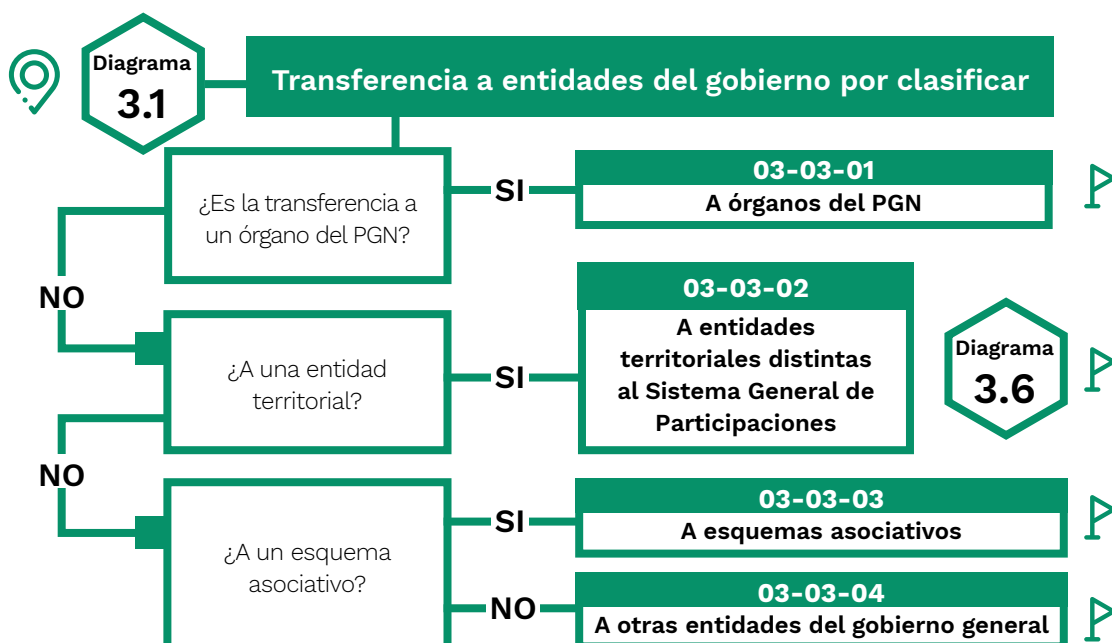 Diagrama
3.1
Transferencia a entidades del gobierno por clasificar
¿Es la transferencia a
un órgano del PGN?
SI
03-03-01
A órganos del PGN
NO
¿A una entidad
territorial?
SI
03-03-02
A entidades
territoriales distintas
al Sistema General de
Participaciones
Diagrama
3.6
NO
¿A un esquema
asociativo?
SI
03-03-03
A esquemas asociativos
NO
03-03-04
A otras entidades del gobierno general